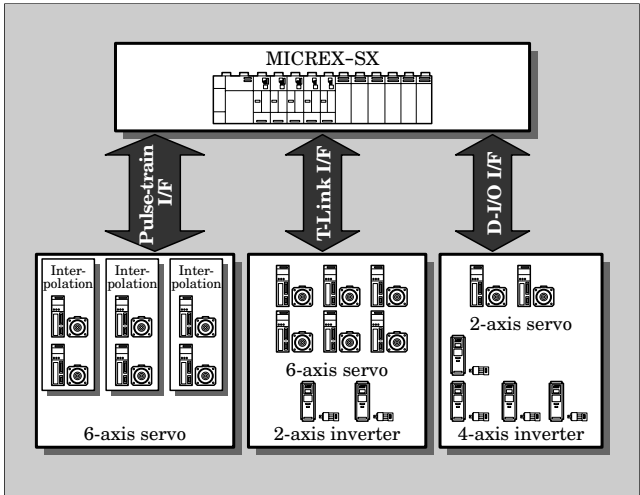 MICREX-SX
Pulse-train
I/F
T-Link I/F
D-I/O I/F
Inter-
polation
Inter-
polation
Inter-
polation
6-axis servo
6-axis servo
2-axis inverter
2-axis servo
4-axis inverter